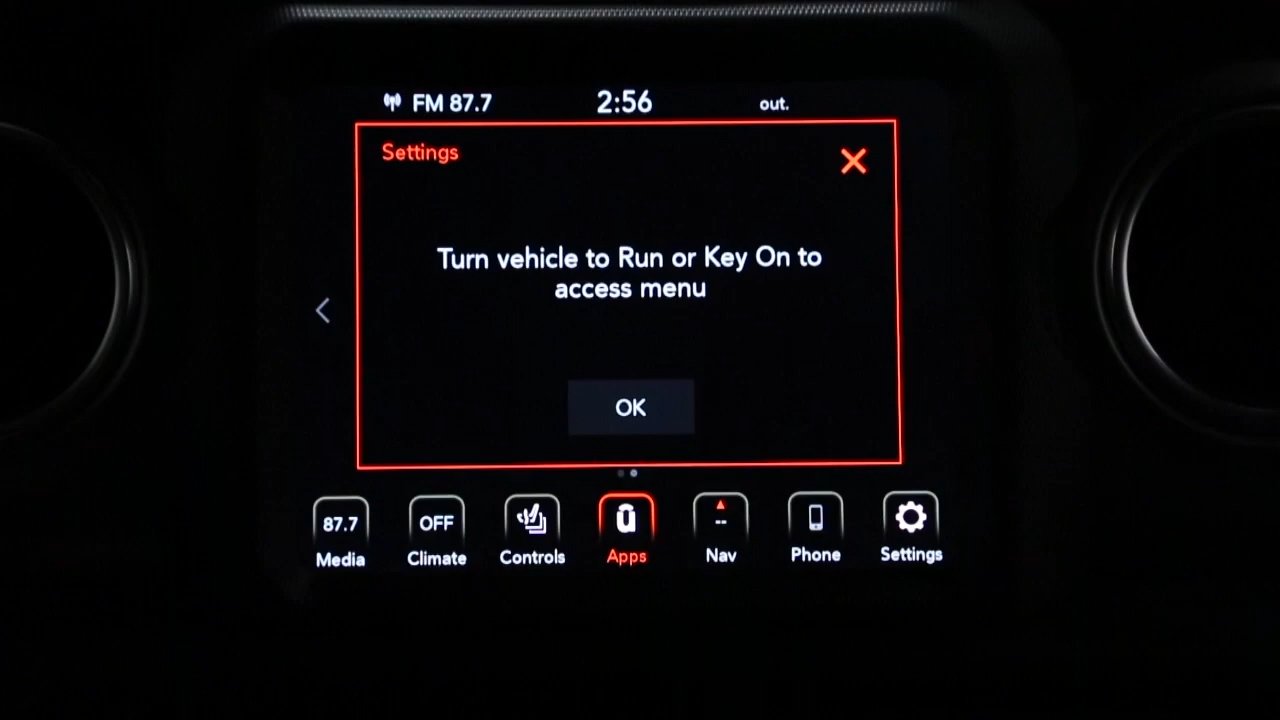 FM 87.7 2:56 out.
Settings
Turn vehicle to Run or Key On to
access menu
OK
87.7 OFF --
Media Climate Controls Apps Nav Phone Settings